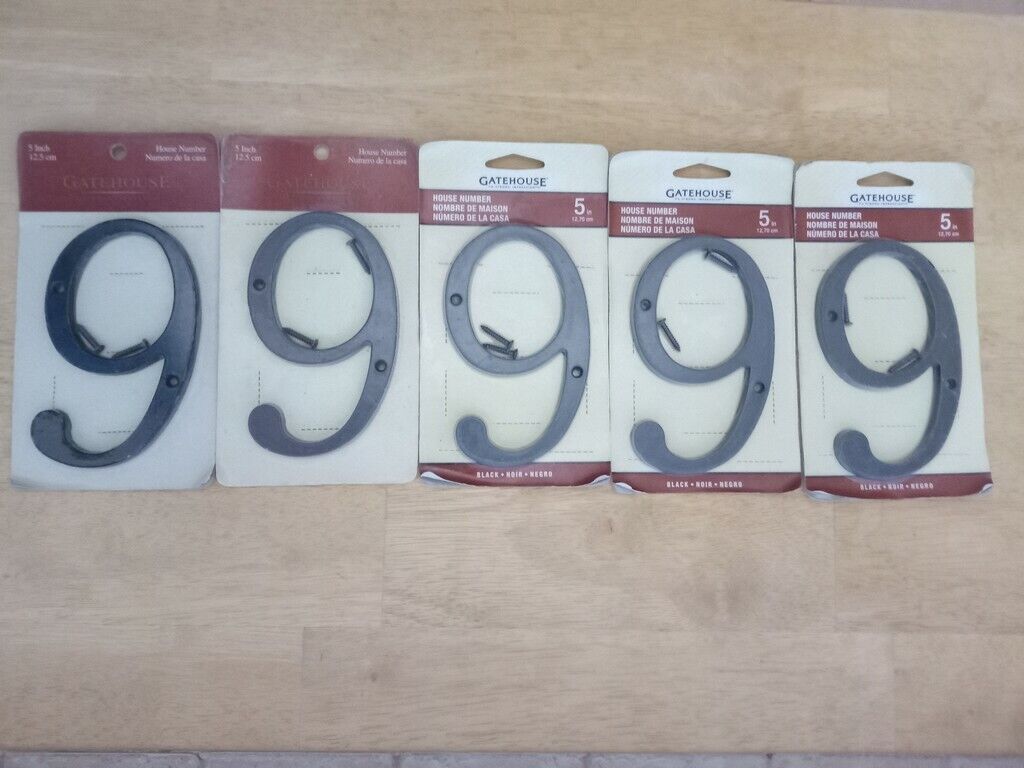 5 Inch
12.5 cm
House Number
Numero de la casa
GATEHOUSE
9
5 Inch
12.5 cm
House Number
Numero de la casa
GATEHOUSE
9
GATEHOUSE
HOUSE NUMBER
NOMBRE DE MAISON
NÚMERO DE LA CASA
5 in
12,70 cm
9
BLACK • NOIR • NEGRO
GATEHOUSE
HOUSE NUMBER
NOMBRE DE MAISON
NÚMERO DE LA CASA
5 in
12,70 cm
9
BLACK • NOIR • NEGRO
GATEHOUSE
HOUSE NUMBER
NOMBRE DE MAISON
NÚMERO DE LA CASA
5 in
12,70 cm
9
BLACK • NOIR • NEGRO